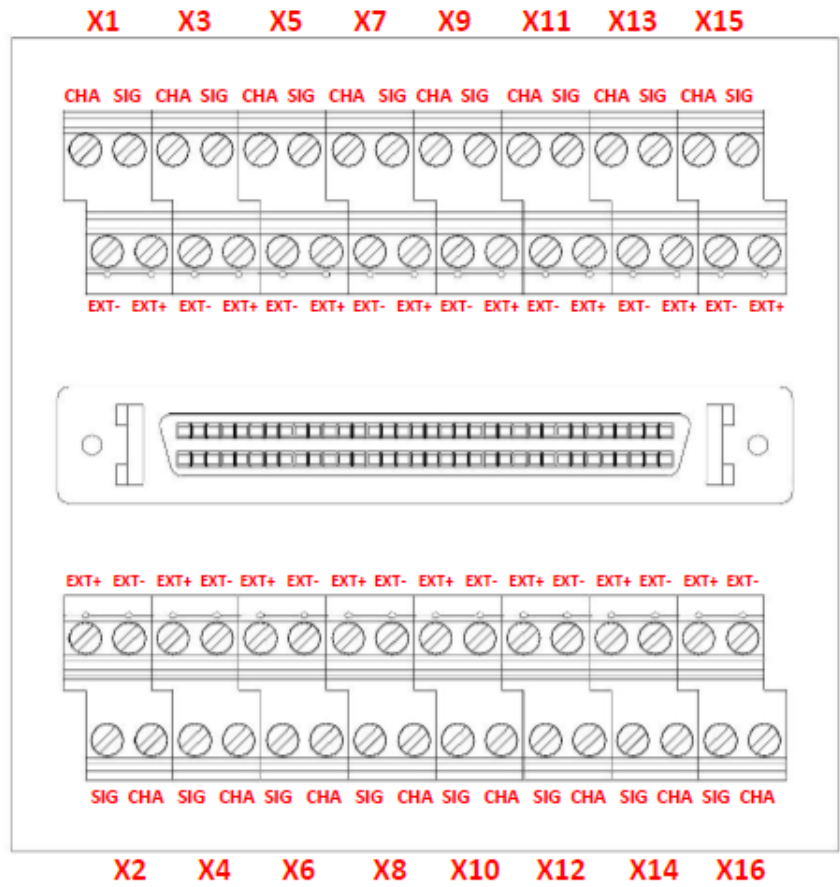 X1 X3 X5 X7 X9 X11 X13 X15
CHA SIG CHA SIG CHA SIG CHA SIG CHA SIG CHA SIG CHA SIG CHA SIG
EXT- EXT+ EXT- EXT+ EXT- EXT+ EXT- EXT+ EXT- EXT+ EXT- EXT+ EXT- EXT+ EXT- EXT+
EXT+ EXT- EXT+ EXT- EXT+ EXT- EXT+ EXT- EXT+ EXT- EXT+ EXT- EXT+ EXT- EXT+ EXT-
SIG CHA SIG CHA SIG CHA SIG CHA SIG CHA SIG CHA SIG CHA SIG CHA
X2 X4 X6 X8 X10 X12 X14 X16